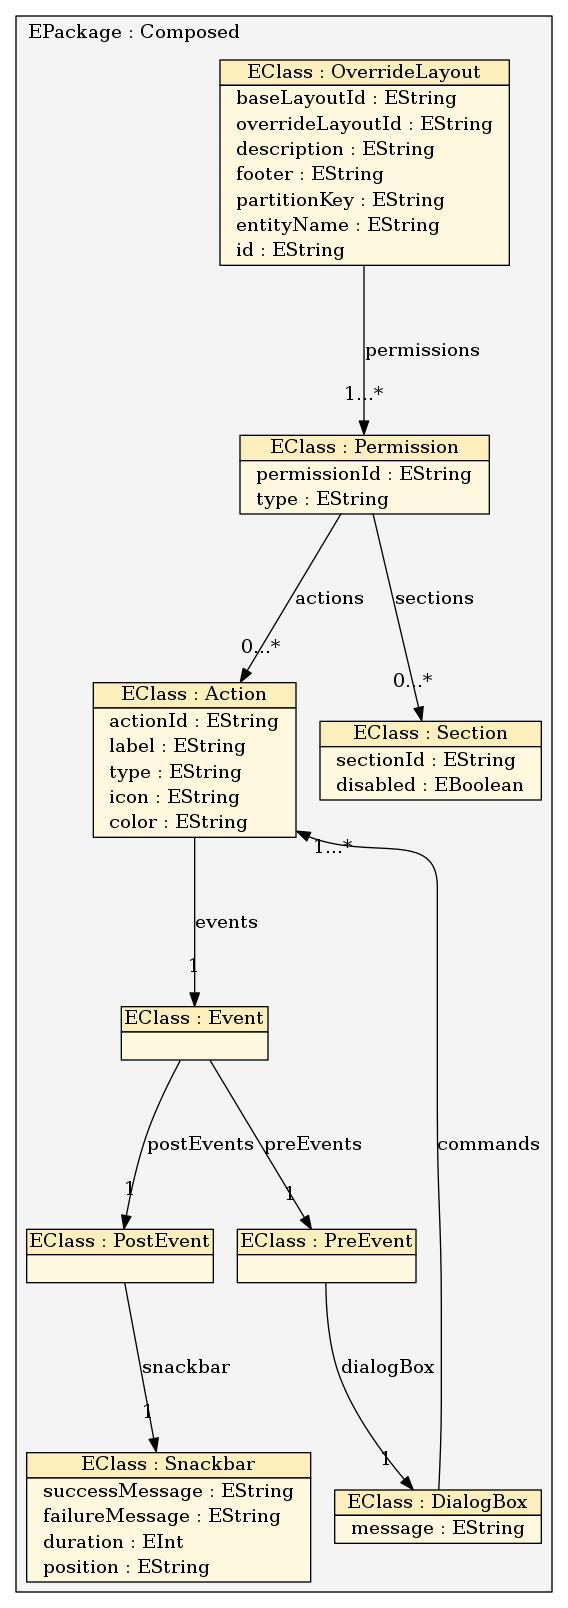 EPackage : Composed
EClass : OverrideLayout
baseLayoutId : EString
overrideLayoutId : EString
description : EString
footer : EString
partitionKey : EString
entityName : EString
id : EString
permissions
1...*
EClass : Permission
permissionId : EString
type : EString
actions
sections
0...*
0...*
EClass : Action
actionId : EString
label : EString
type : EString
icon : EString
color : EString
EClass : Section
sectionId : EString
disabled : EBoolean
1...*
events
1
EClass : Event
postEvents
preEvents
commands
1
1
EClass : PostEvent
EClass : PreEvent
snackbar
dialogBox
1
1
EClass : Snackbar
successMessage : EString
failureMessage : EString
duration : EInt
position : EString
EClass : DialogBox
message : EString